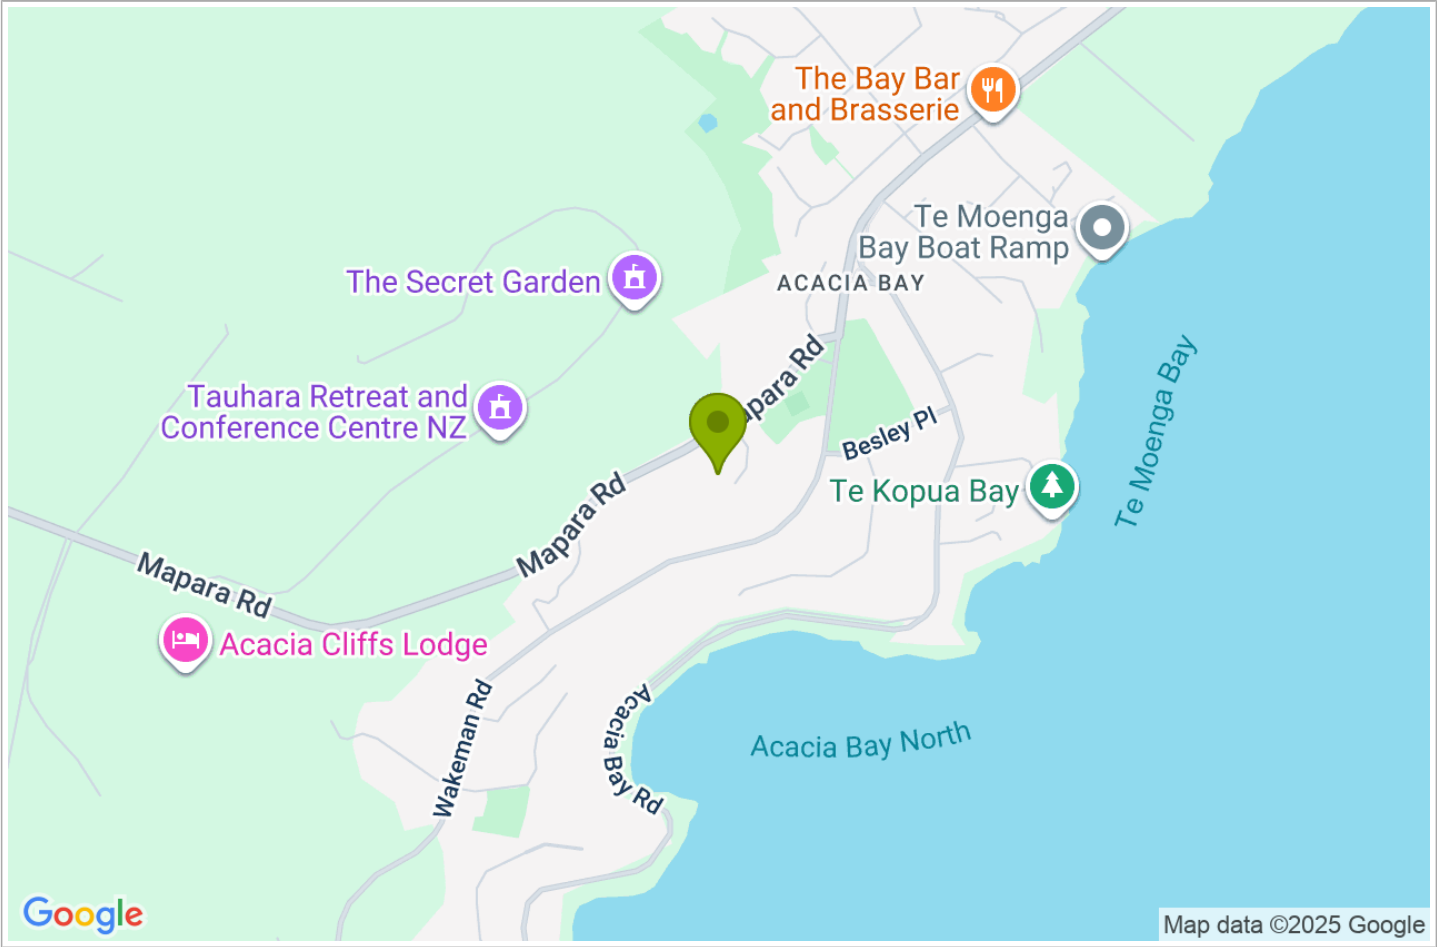 The Bay Bar
and Brasserie
Te Moenga
Bay Boat Ramp
The Secret Garden
ACACIA BAY
Mapara Rd
Te Moenga Bay
Tauhara Retreat and
Conference Centre NZ
Besley Pl
Te Kopua Bay
Mapara Rd
Mapara Rd
Acacia Cliffs Lodge
Wakeman Rd
Acacia Bay Rd
Acacia Bay North
Google
Map data ©2025 Google